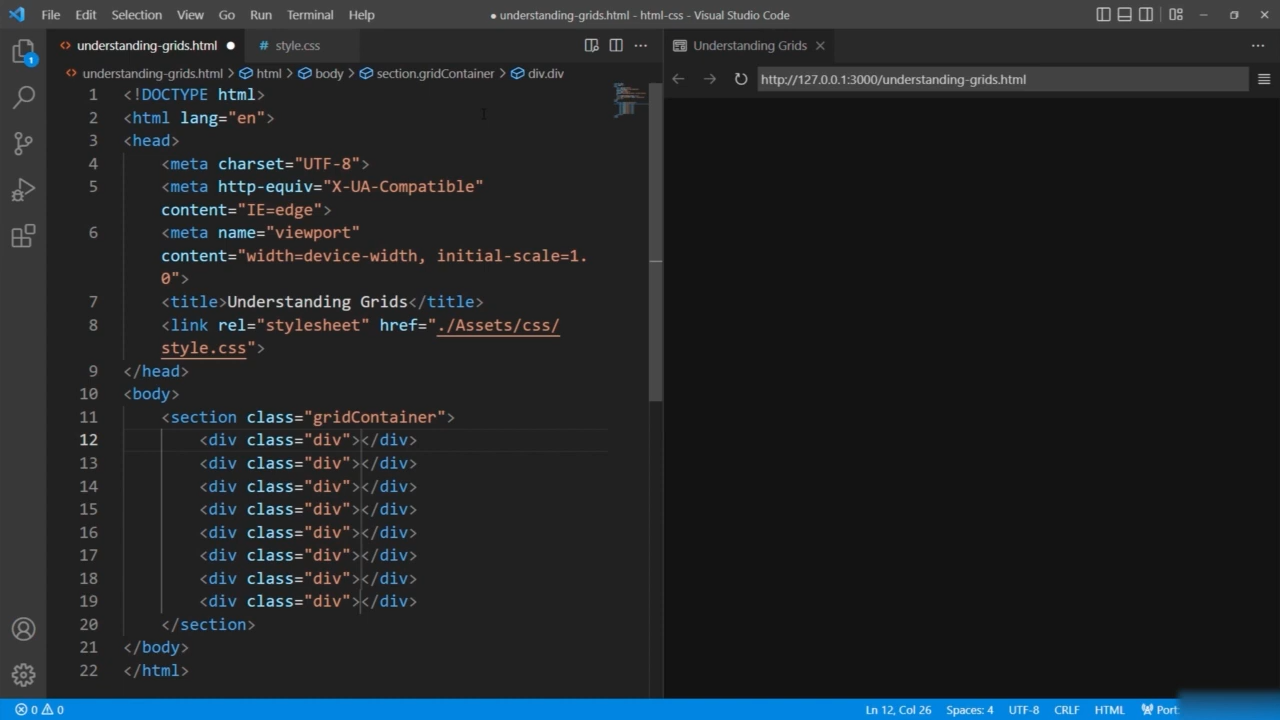 File Edit Selection View Go Run Terminal Help ● understanding-grids.html - html-css - Visual Studio Code
understanding-grids.html ● # style.css
Understanding Grids
understanding-grids.html > html > body > section.gridContainer > div.div
http://127.0.0.1:3000/understanding-grids.html
1
1 <!DOCTYPE html>
2 <html lang="en">
3 <head>
4 <meta charset="UTF-8">
5 <meta http-equiv="X-UA-Compatible"
content="IE=edge">
6 <meta name="viewport"
content="width=device-width, initial-scale=1.
0">
7 <title>Understanding Grids</title>
8 <link rel="stylesheet" href="./Assets/css/
style.css">
9 </head>
10 <body>
11 <section class="gridContainer">
12 <div class="div"></div>
13 <div class="div"></div>
14 <div class="div"></div>
15 <div class="div"></div>
16 <div class="div"></div>
17 <div class="div"></div>
18 <div class="div"></div>
19 <div class="div"></div>
20 </section>
21 </body>
22 </html>
0 0 Ln 12, Col 26 Spaces: 4 UTF-8 CRLF HTML Port: